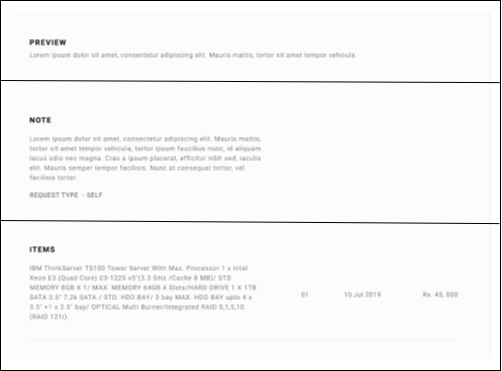 PREVIEW
Lorem ipsum dolor sit amet, consectetur adipiscing elit. Mauris mattis, tortor sit amet tempor vehicula.
NOTE
Lorem ipsum dolor sit amet, consectetur adipiscing elit. Mauris mattis,
tortor sit amet dapibus vehicula, tortor ipsum faucibus nunc, id aliquam
lacus odio nec magna. Cras a ipsum placerat, efficitur nibh sed, iaculis
elit. Mauris semper tempor facilisis. Nunc at consequat tortor, vel
facilisis tortor.
REQUEST TYPE - SELF
ITEMS
IBM ThinkServer TS150 Tower Server With Max. Processor 1 x Intel
Xeon E3 (Quad Core) E3-1225 v5"(3.3 GHz /Cache 8 MB)/ STD
MEMORY 8GB X 1/ MAX. MEMORY 64GB 4 Slots/HARD DRIVE 1 X 1TB
SATA 3.5" 7.2k SATA / STD. HDD BAY/ 3 bay MAX. HDD BAY upto 4 x
3.5" +1 x 2.5" bay/ OPTICAL Multi Burner/Integrated RAID 0,1,5,10
(RAID 121i).
01 10 Jul 2019 Rs. 45, 000